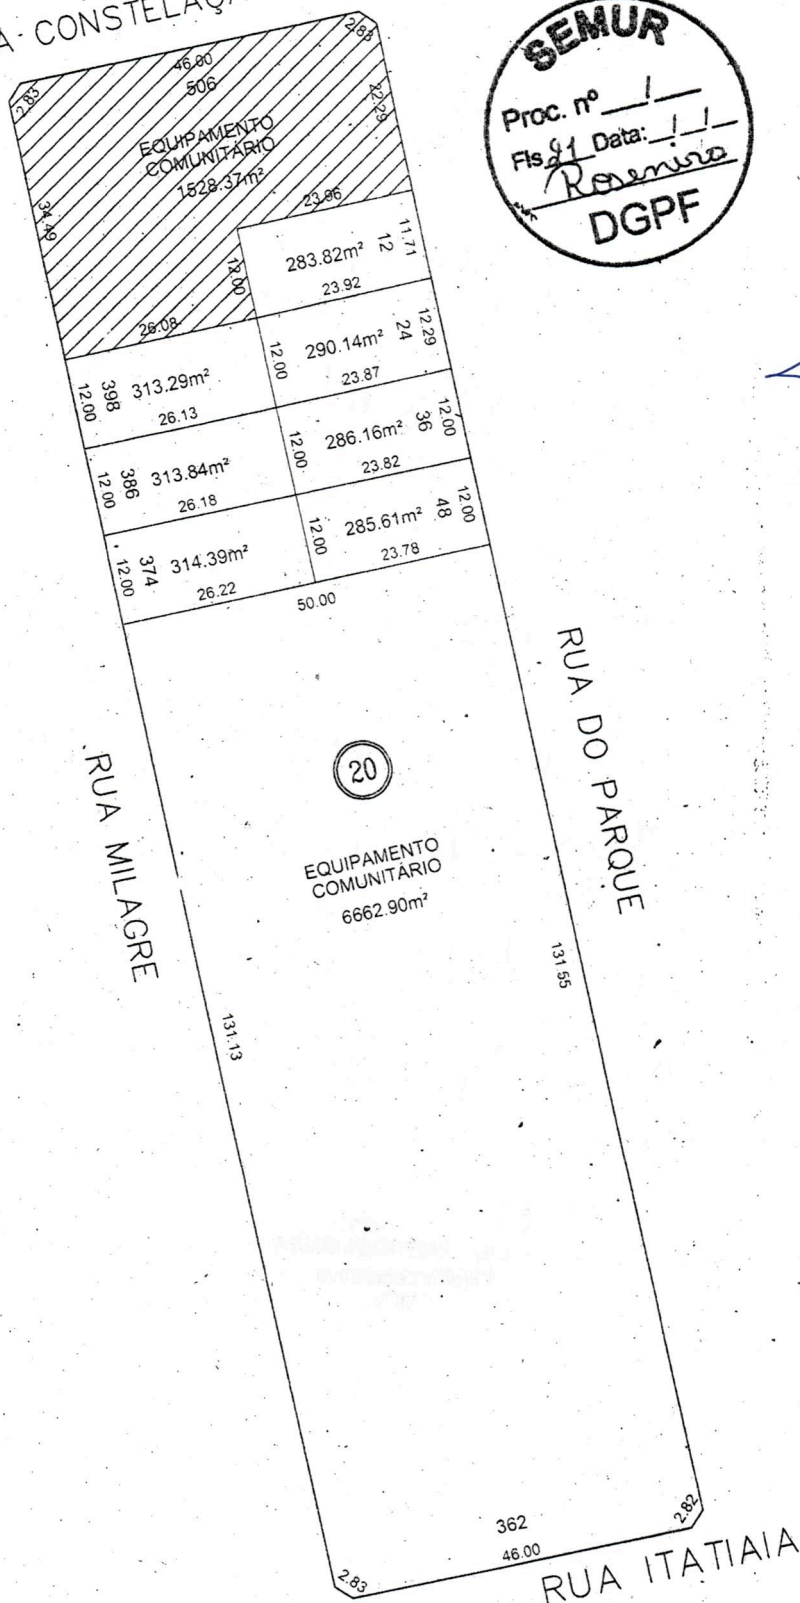 CONSTELAÇ
2.83
46.00
2.83
506
22.29
EQUIPAMENTO
COMUNITÁRIO
1528.37m²
34.49
23.96
12.00
26.08
283.82m²
12
11.71
23.92
12.00
290.14m²
24
12.29
23.87
12.00
398
313.29m²
26.13
12.00
286.16m²
36
12.00
23.82
12.00
386
313.84m²
26.18
12.00
285.61m²
48
12.00
23.78
12.00
374
314.39m²
26.22
50.00
RUA MILAGRE
RUA DO PARQUE
20
EQUIPAMENTO
COMUNITÁRIO
6662.90m²
131.13
131.55
362
46.00
2.83
2.82
RUA ITATIAIA
SEMUR
Proc. nº / 
Fls 21 Data: / /
DGPF